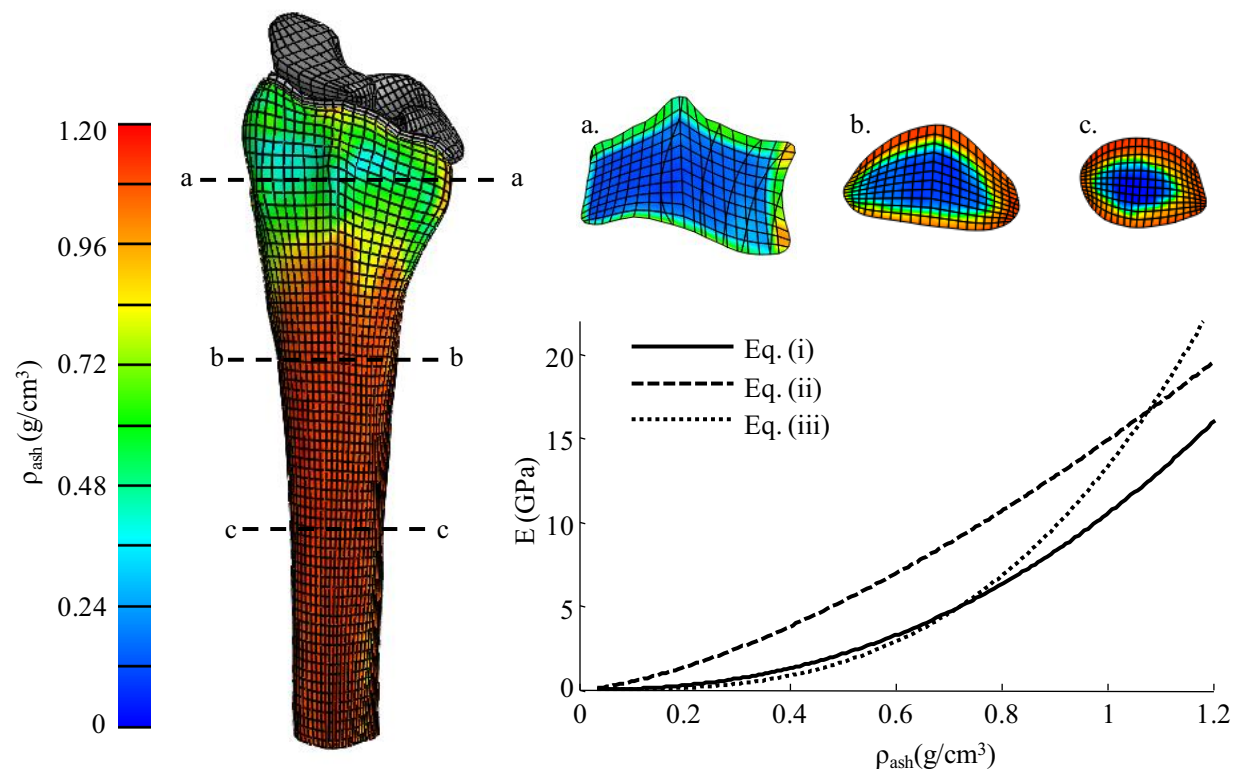 1.20
0.96
0.72
0.48
0.24
0
ρash (g/cm³)
a a
b b
c c
a.
b.
c.
Eq. (i)
Eq. (ii)
Eq. (iii)
E (GPa)
20
15
10
5
0
0 0.2 0.4 0.6 0.8 1 1.2
ρash(g/cm³)